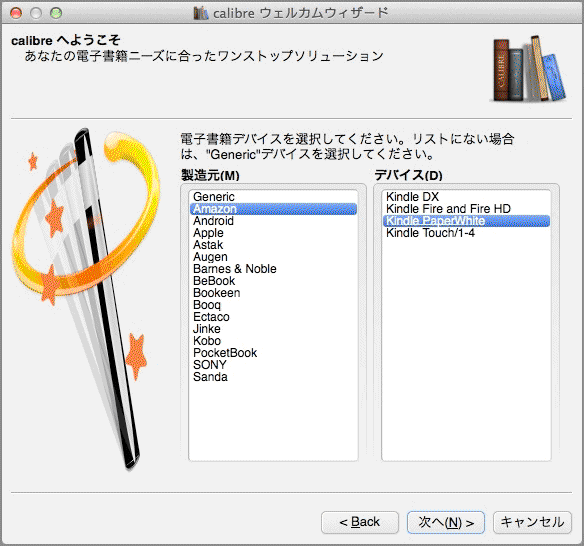 calibre ウェルカムウィザード
calibre へようこそ
あなたの電子書籍ニーズに合ったワンストップソリューション
CALIBRE
電子書籍デバイスを選択してください。リストにない場合
は、"Generic"デバイスを選択してください。
製造元(M)
デバイス(D)
Generic
Amazon
Android
Apple
Astak
Augen
Barnes & Noble
BeBook
Bookeen
Booq
Ectaco
Jinke
Kobo
PocketBook
SONY
Sanda
Kindle DX
Kindle Fire and Fire HD
Kindle PaperWhite
Kindle Touch/1-4
< Back
次へ(N) >
キャンセル